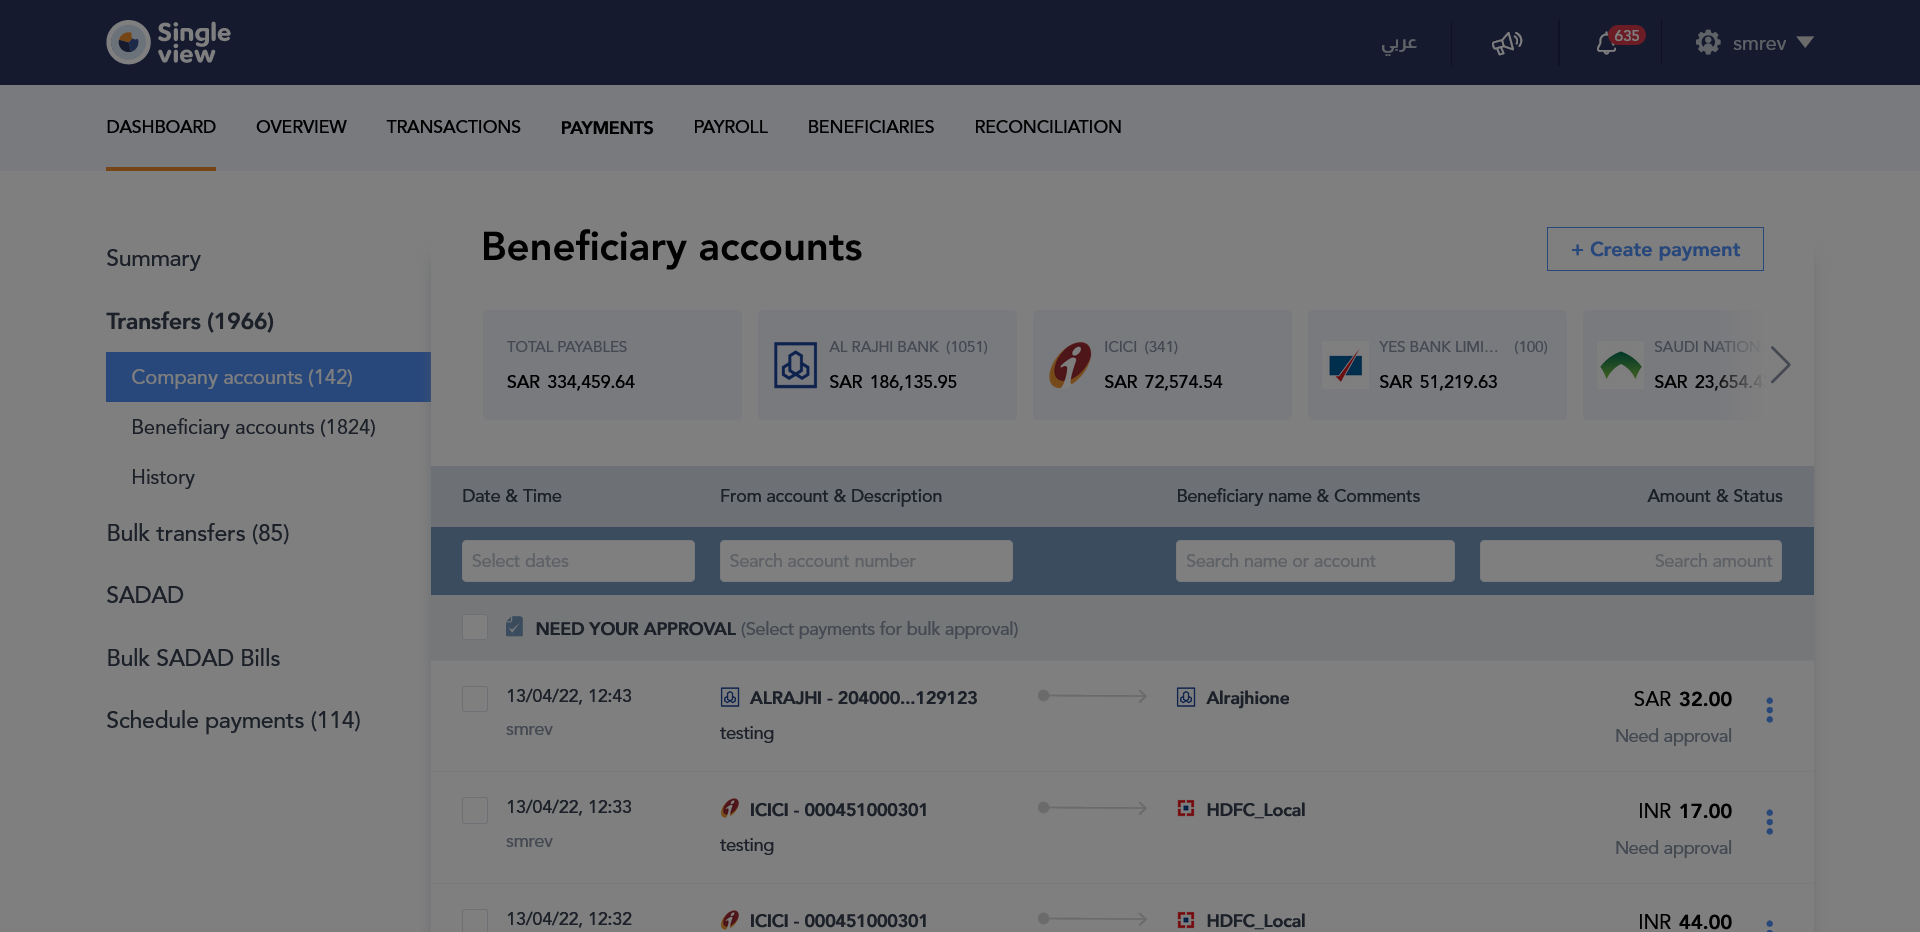 Single view
عربي
635
smrev
DASHBOARD OVERVIEW TRANSACTIONS PAYMENTS PAYROLL BENEFICIARIES RECONCILIATION
Summary
Transfers (1966)
Company accounts (142)
Beneficiary accounts (1824)
History
Bulk transfers (85)
SADAD
Bulk SADAD Bills
Schedule payments (114)
Beneficiary accounts
+ Create payment
TOTAL PAYABLES
SAR 334,459.64
AL RAJHI BANK (1051)
SAR 186,135.95
ICICI (341)
SAR 72,574.54
YES BANK LIMI... (100)
SAR 51,219.63
SAUDI NATION
SAR 23,654.4
Date & Time From account & Description Beneficiary name & Comments Amount & Status
Select dates Search account number Search name or account Search amount
NEED YOUR APPROVAL (Select payments for bulk approval)
13/04/22, 12:43 ALRAJHI - 204000...129123 Alrajhione SAR 32.00
smrev testing Need approval
13/04/22, 12:33 ICICI - 000451000301 HDFC_Local INR 17.00
smrev testing Need approval
13/04/22, 12:32 ICICI - 000451000301 HDFC_Local INR 44.00